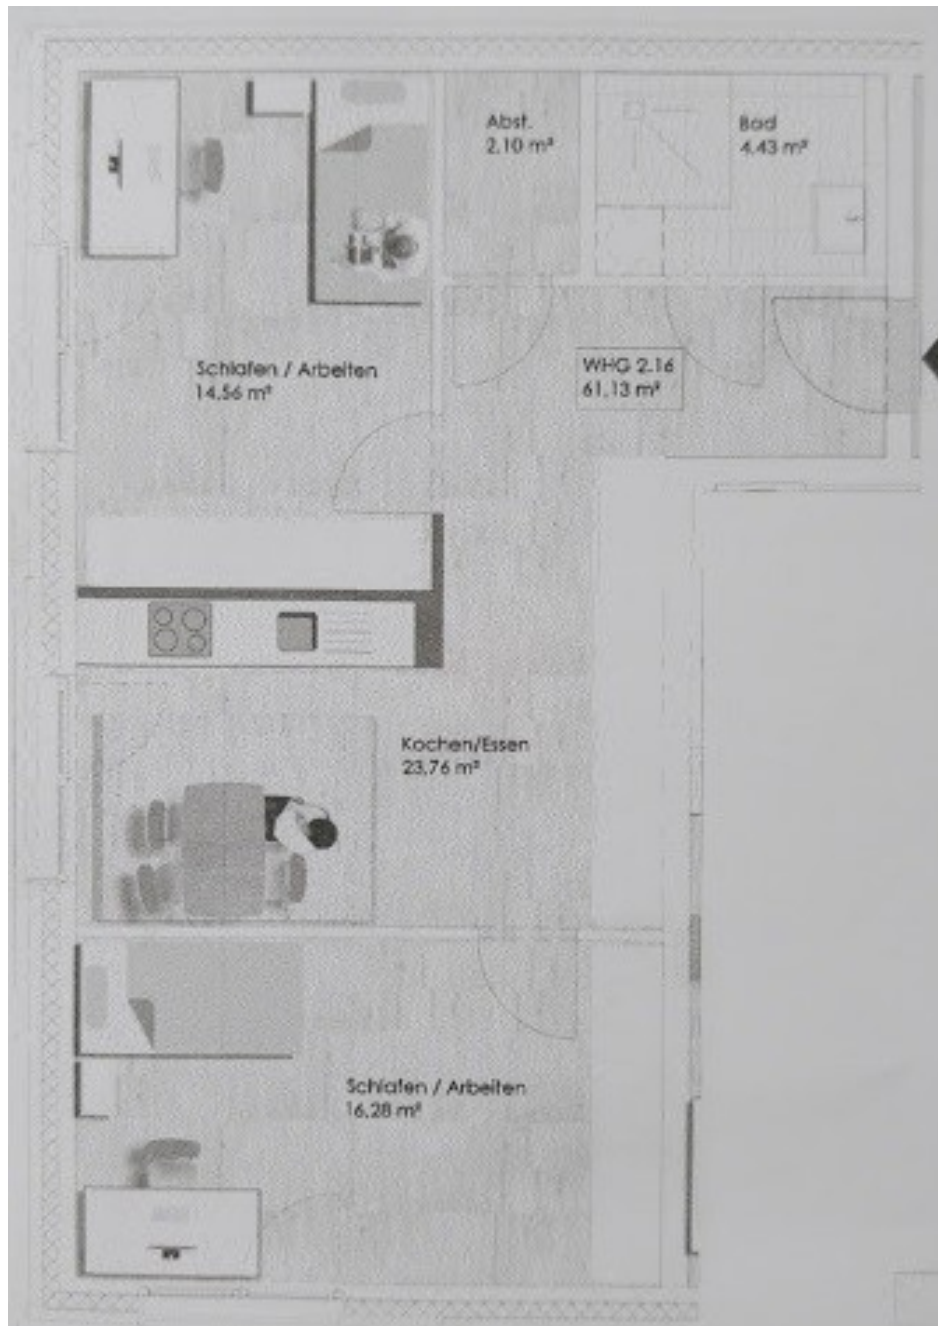 Abst.
2.10 m²
Bad
4.43 m²
Schlafen / Arbeiten
14.56 m²
WHG 2.16
61.13 m²
Kochen/Essen
23.76 m²
Schlafen / Arbeiten
16.28 m²